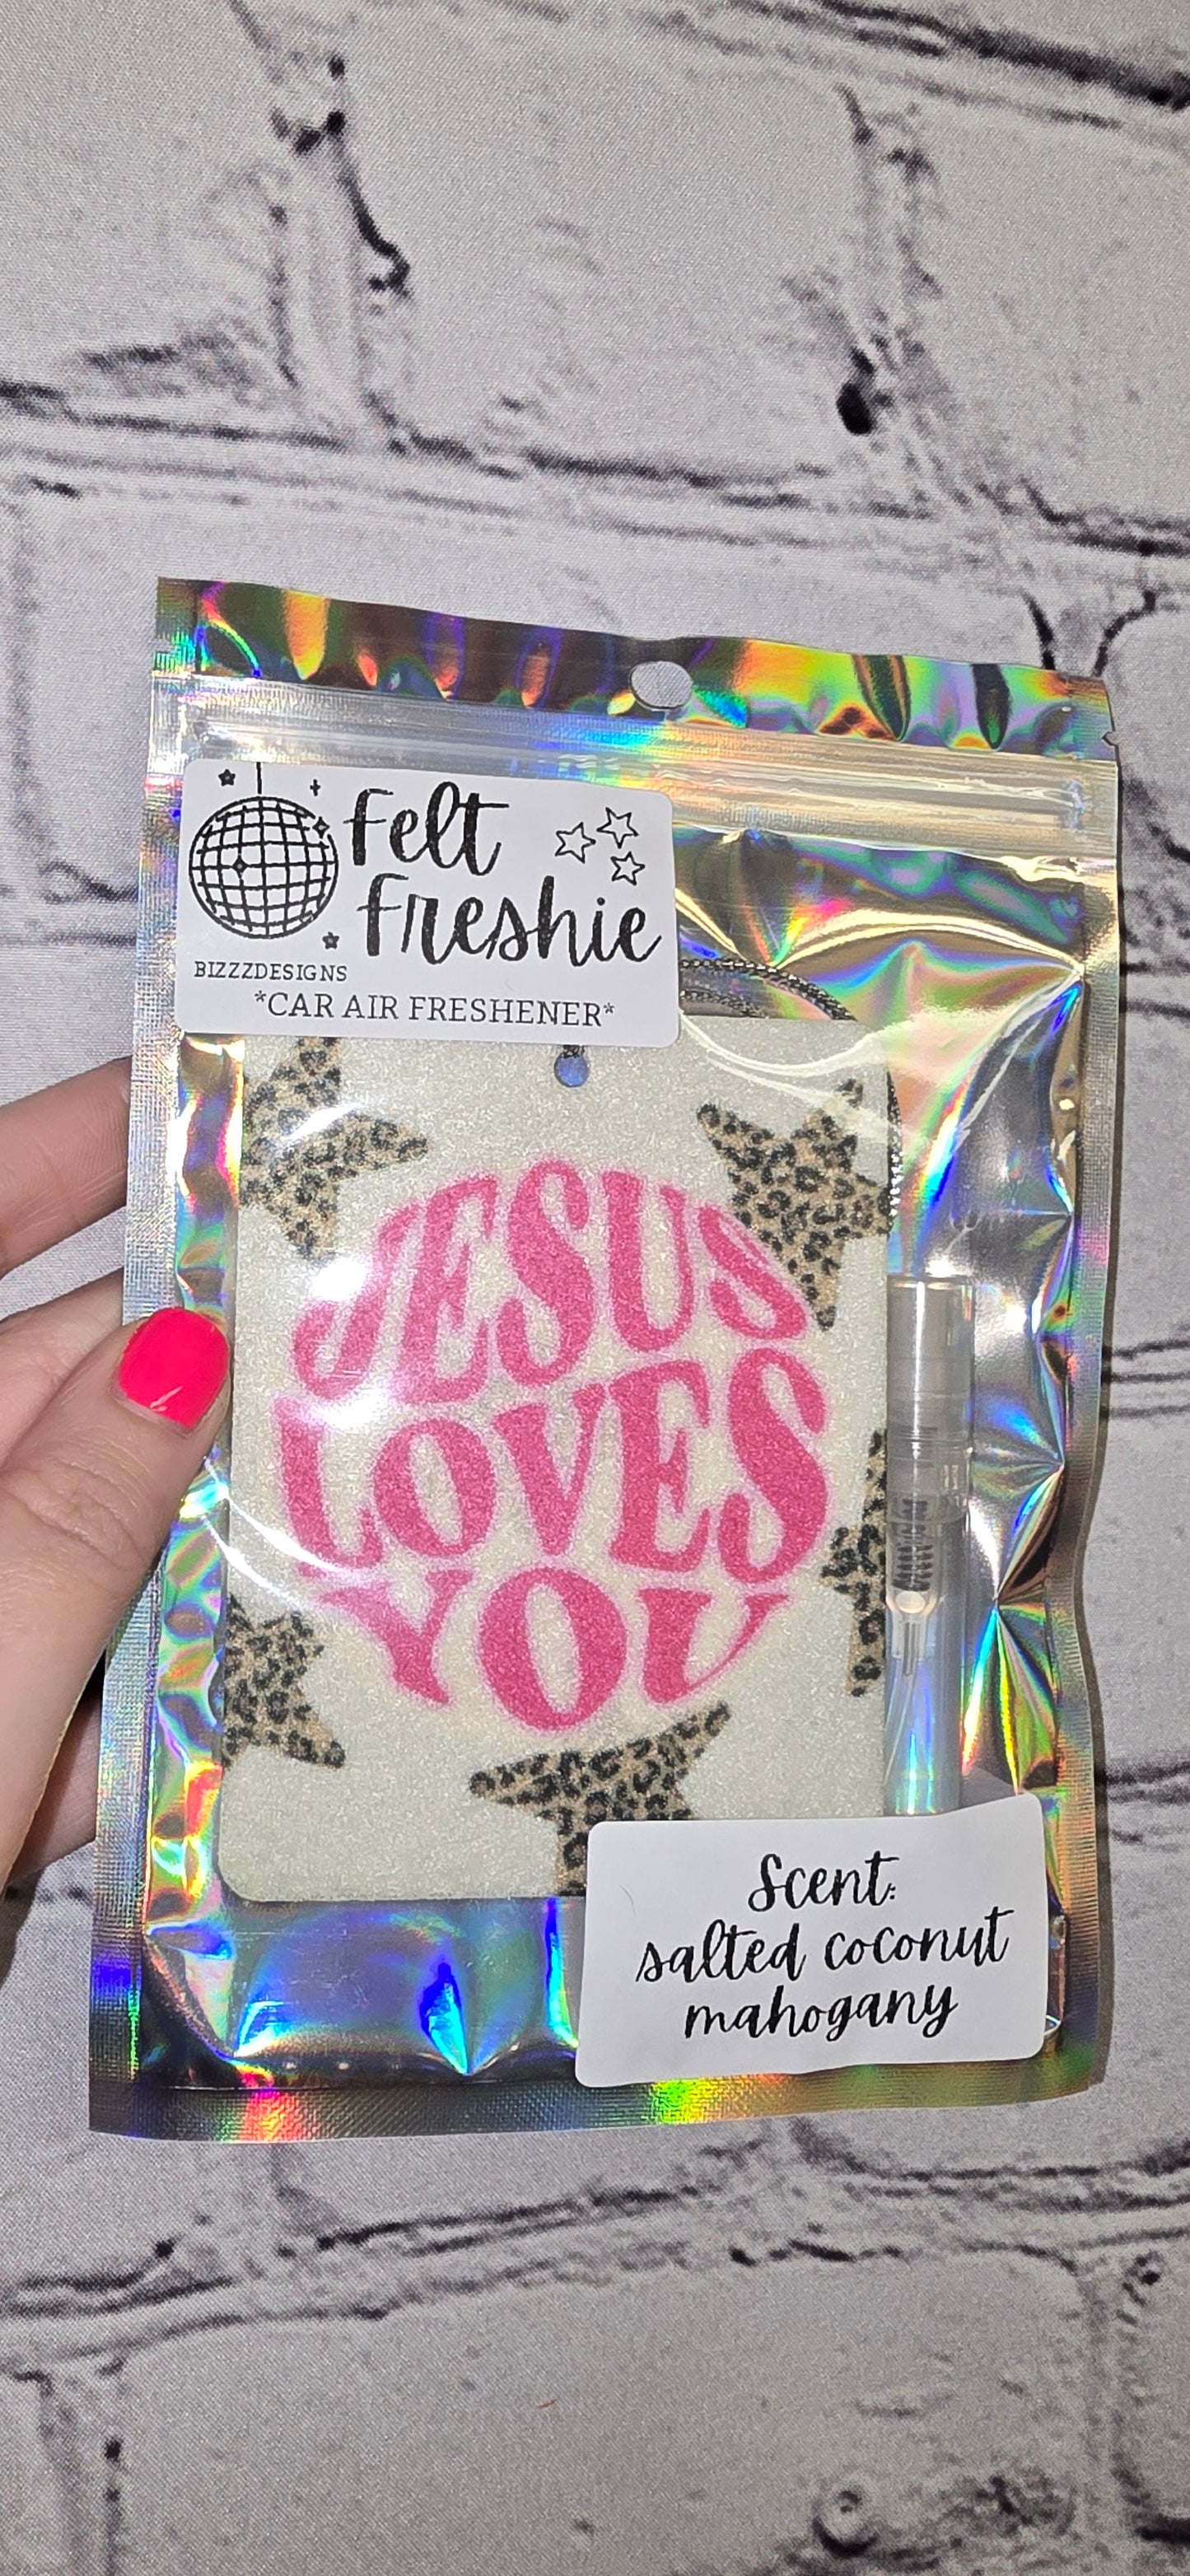 Felt
Freshie
BIZZZDESIGNS
*CAR AIR FRESHENER*
JESUS
LOVES
YOU
Scent:
salted coconut
mahogany